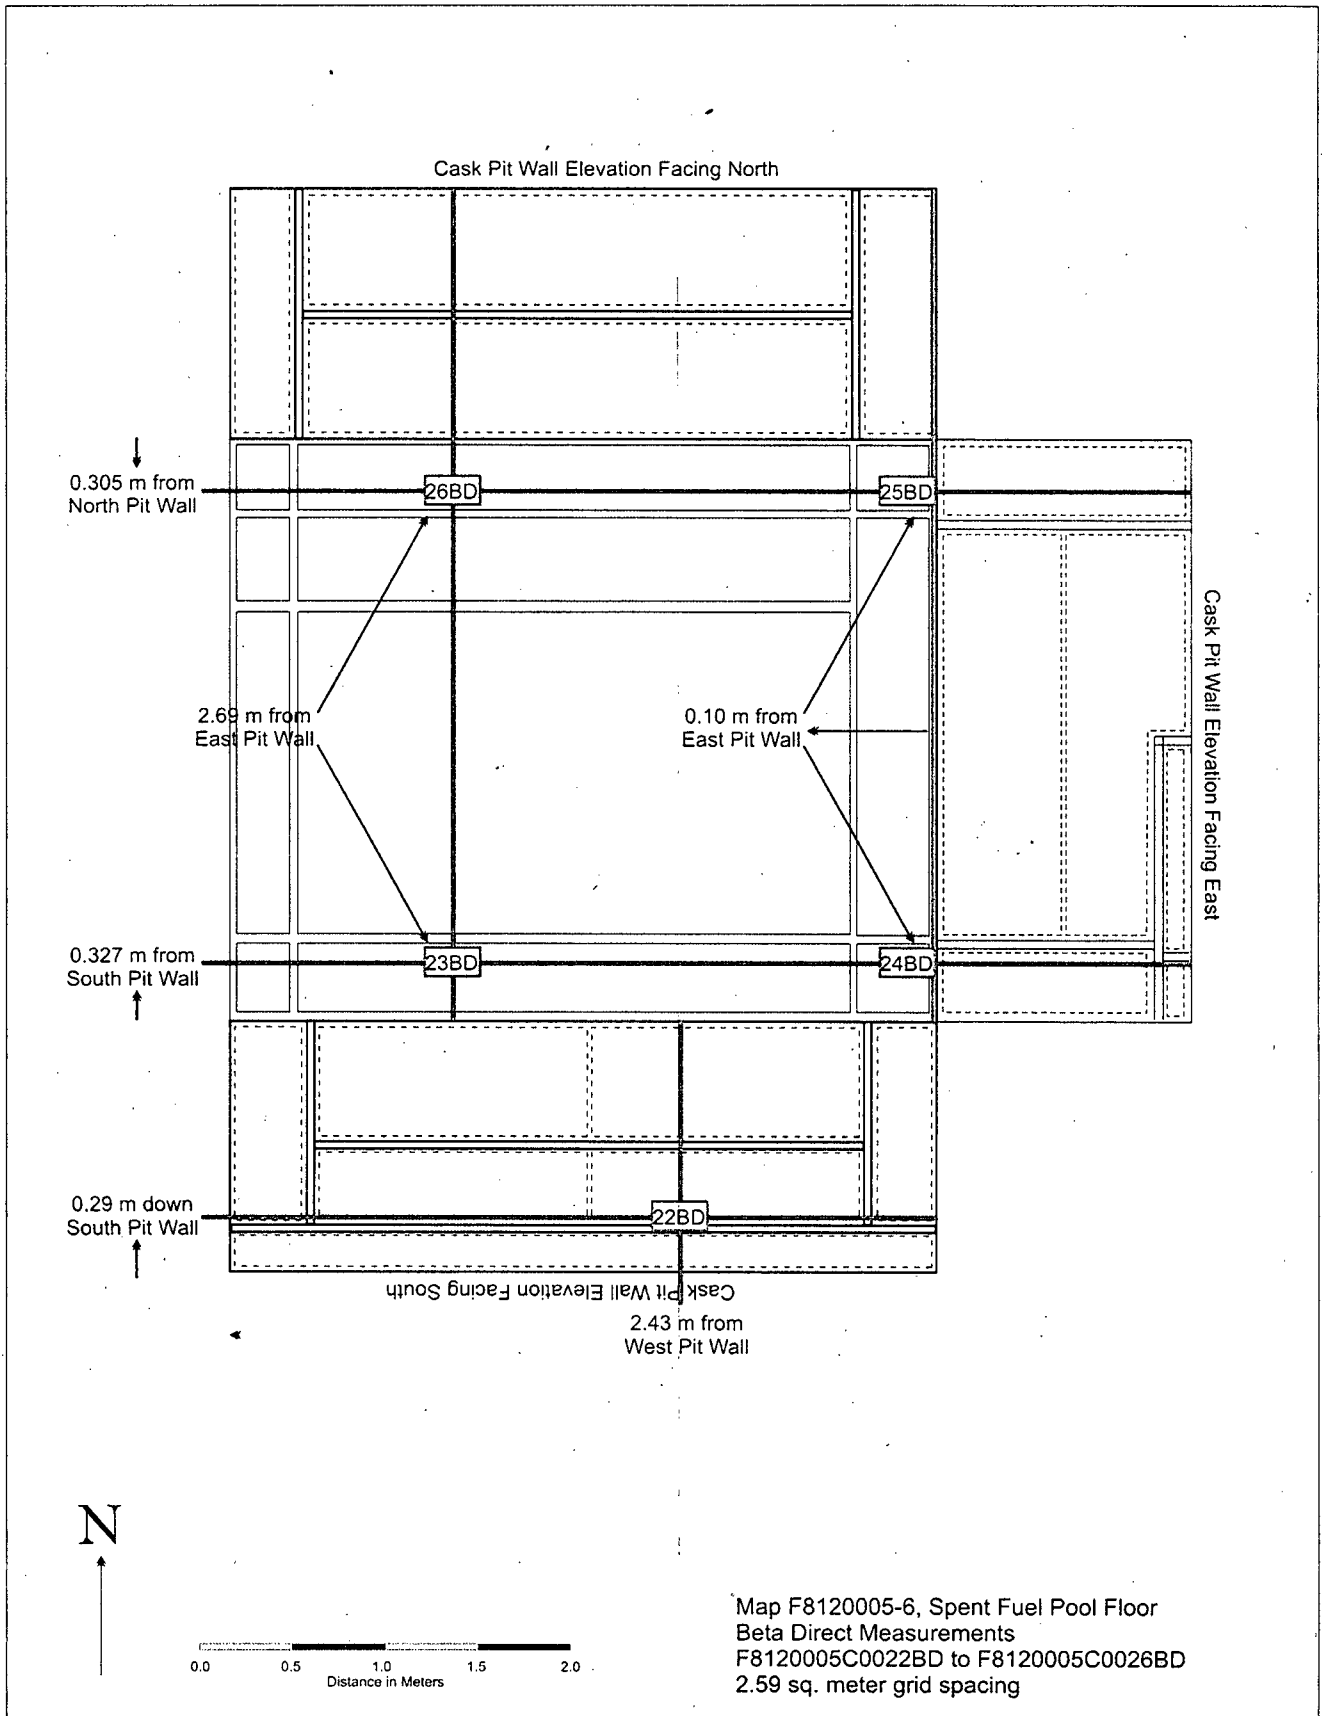 Cask Pit Wall Elevation Facing North
0.305 m from
North Pit Wall
26BD
25BD
2.69 m from
East Pit Wall
0.10 m from
East Pit Wall
Cask Pit Wall Elevation Facing East
0.327 m from
South Pit Wall
23BD
24BD
0.29 m down
South Pit Wall
22BD
Cask Pit Wall Elevation Facing South
2.43 m from
West Pit Wall
N
0.0 0.5 1.0 1.5 2.0
Distance in Meters
Map F8120005-6, Spent Fuel Pool Floor
Beta Direct Measurements
F8120005C0022BD to F8120005C0026BD
2.59 sq. meter grid spacing